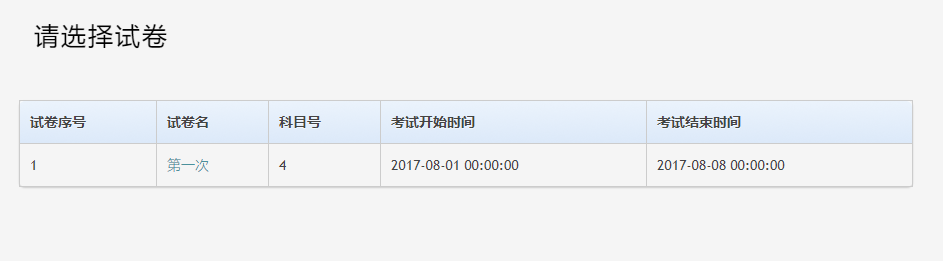 请选择试卷
试卷序号 试卷名 科目号 考试开始时间 考试结束时间
1 第一次 4 2017-08-01 00:00:00 2017-08-08 00:00:00